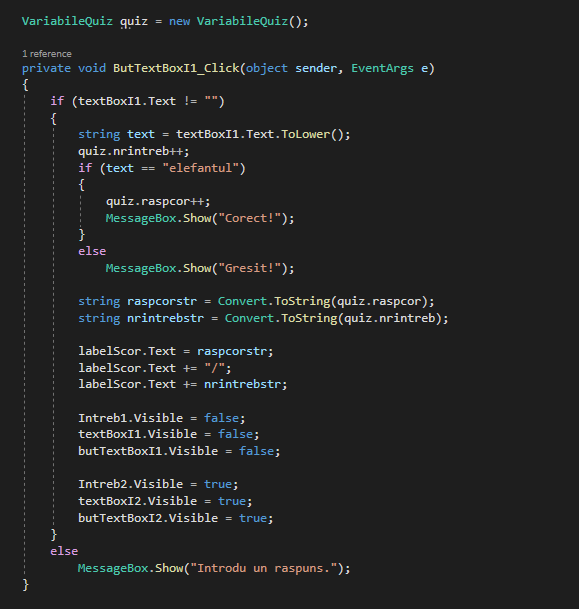 VariabileQuiz quiz = new VariabileQuiz();
1 reference
private void ButTextBoxI1_Click(object sender, EventArgs e)
{
if (textBoxI1.Text != "")
{
string text = textBoxI1.Text.ToLower();
quiz.nrintreb++;
if (text == "elefantul")
{
quiz.raspcor++;
MessageBox.Show("Corect!");
}
else
MessageBox.Show("Gresit!");
string raspcorstr = Convert.ToString(quiz.raspcor);
string nrintrebstr = Convert.ToString(quiz.nrintreb);
labelScor.Text = raspcorstr;
labelScor.Text += "/";
labelScor.Text += nrintrebstr;
Intreb1.Visible = false;
textBoxI1.Visible = false;
butTextBoxI1.Visible = false;
Intreb2.Visible = true;
textBoxI2.Visible = true;
butTextBoxI2.Visible = true;
}
else
MessageBox.Show("Introdu un raspuns.");
}